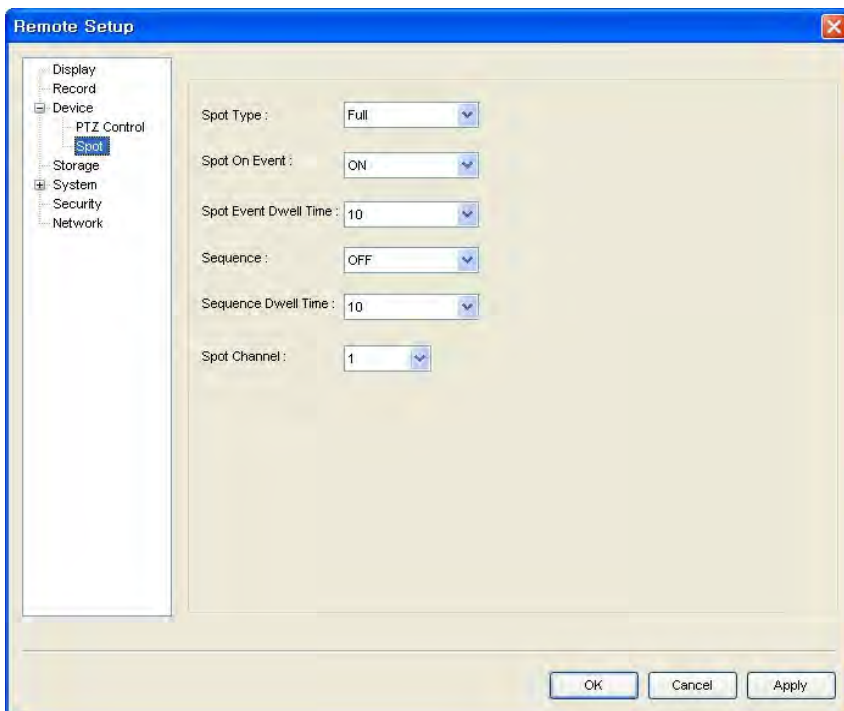 Remote Setup
Display
Record
Device
PTZ Control
Spot
Storage
System
Security
Network
Spot Type : Full
Spot On Event : ON
Spot Event Dwell Time : 10
Sequence : OFF
Sequence Dwell Time : 10
Spot Channel : 1
OK Cancel Apply